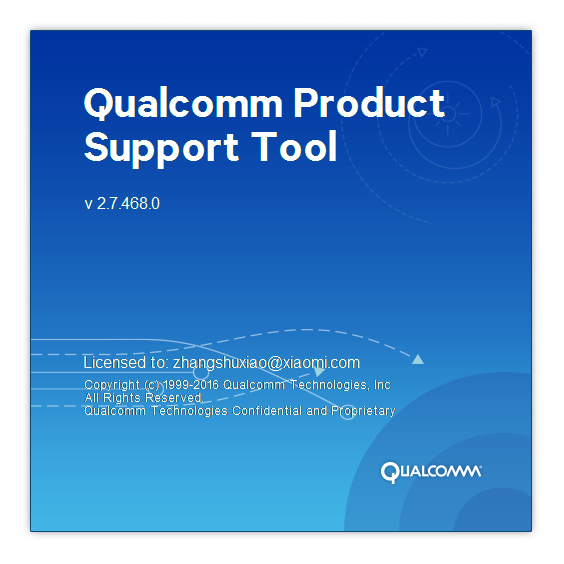 Qualcomm Product
Support Tool
v 2.7.468.0
Licensed to: zhangshuxiao@xiaomi.com
Copyright (c) 1999-2016 Qualcomm Technologies, Inc
All Rights Reserved.
Qualcomm Technologies Confidential and Proprietary
QUALCOMM